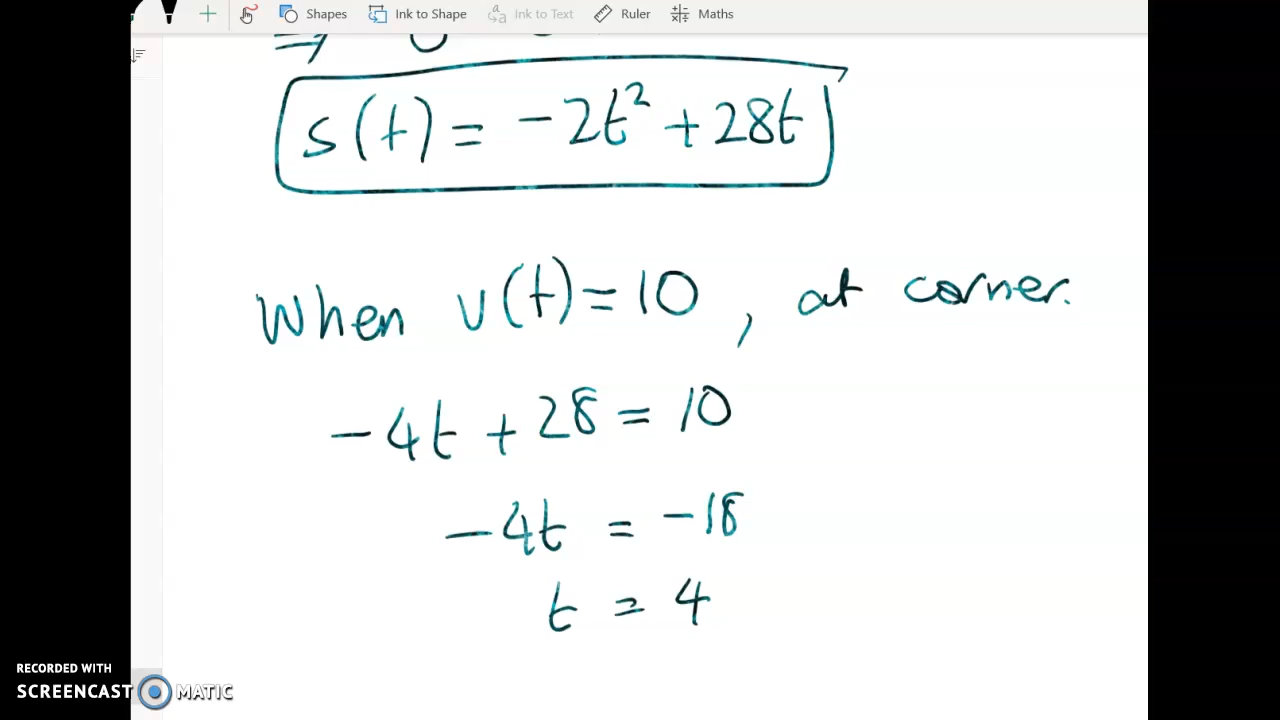 Shapes Ink to Shape Ink to Text Ruler Maths
s(t) = -2t² + 28t
When v(t) = 10, at corner.
-4t + 28 = 10
-4t = -18
t = 4
RECORDED WITH
SCREENCAST MATIC